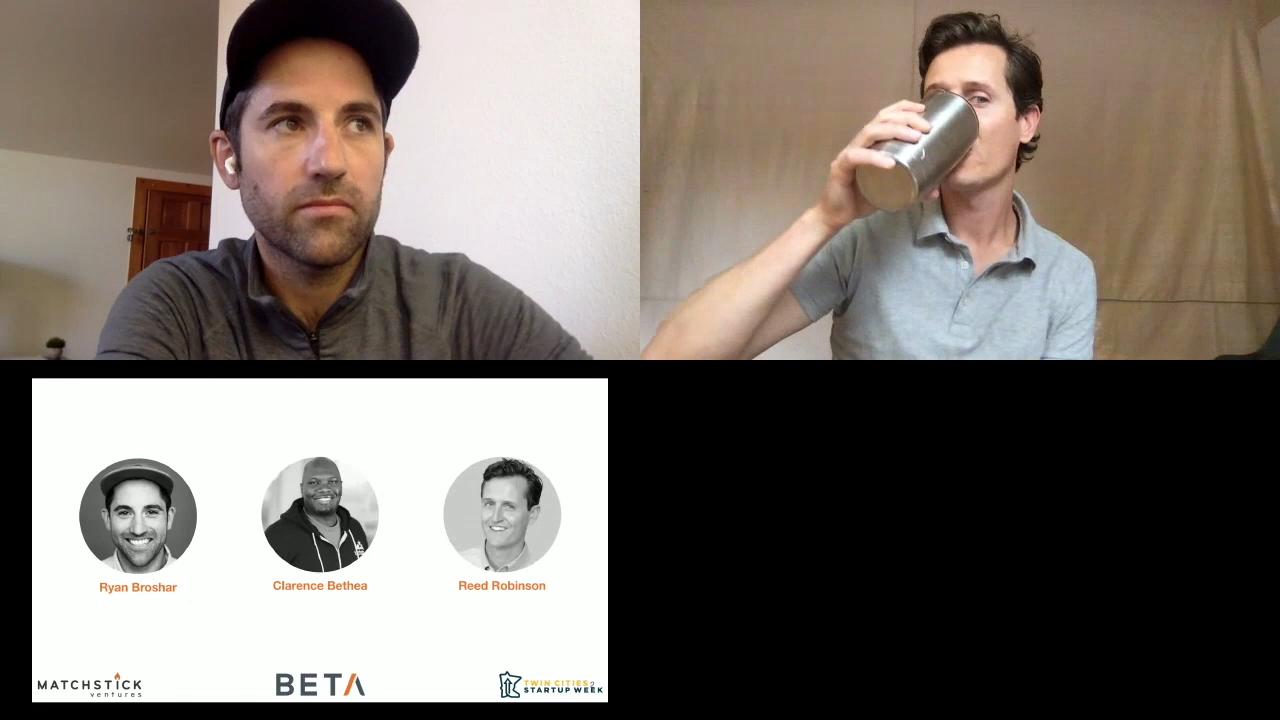 Ryan Broshar
Clarence Bethea
Reed Robinson
MATCHSTICK
ventures
BETA
TWIN CITIES
STARTUP WEEK